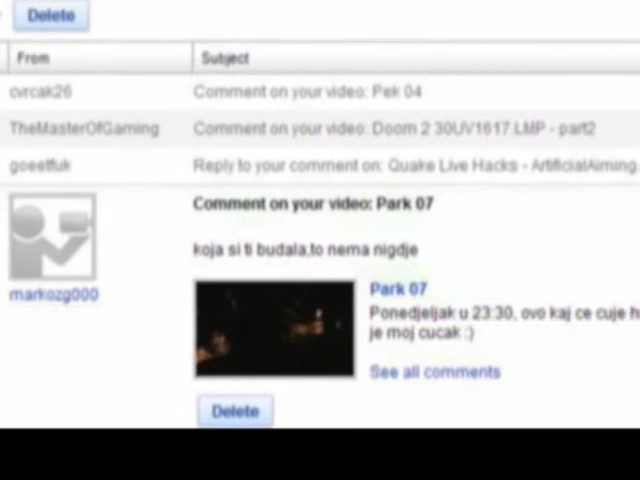 Delete
From Subject
cvrcak26 Comment on your video: Pek 04
TheMasterOfGaming Comment on your video: Doom 2 30UV1617.LMP - part2
goeetfuk Reply to your comment on: Quake Live Hacks - ArtificialAiming.
Comment on your video: Park 07
koja si ti budala,to nema nigdje
markozg000
Park 07
Ponedjeljak u 23:30, ovo kaj ce cuje h
je moj cucak :)
See all comments
Delete